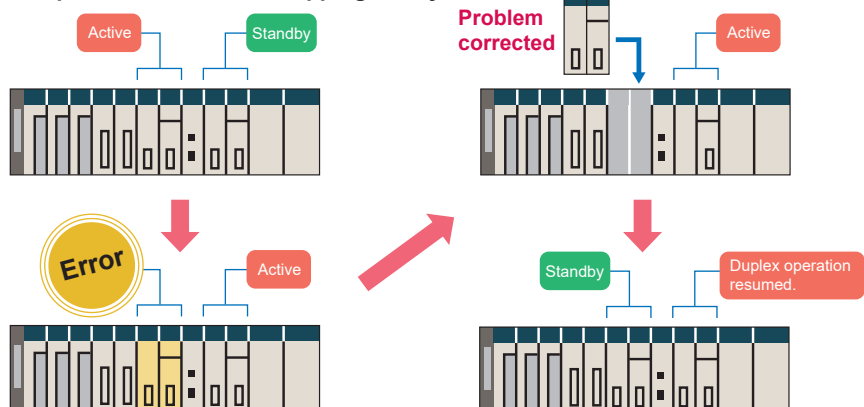 Active
Standby
Problem
corrected
Active
Error
Active
Standby
Duplex operation
resumed.